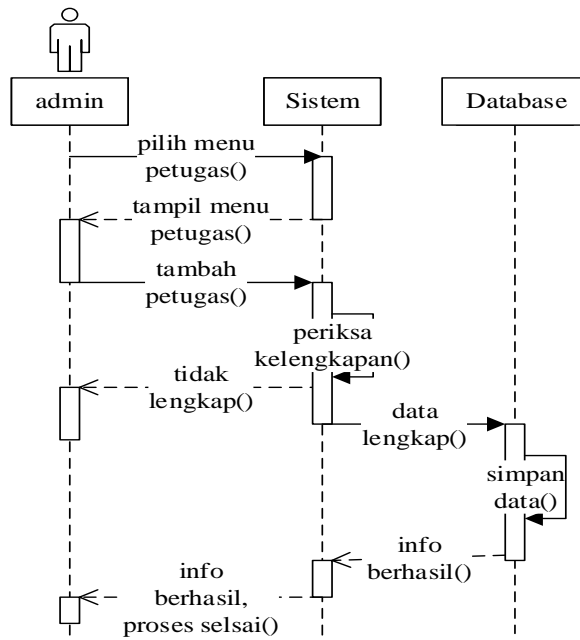 admin
Sistem
Database
pilih menu
petugas()
tampil menu
petugas()
tambah
petugas()
periksa
kelengkapan()
tidak
lengkap()
data
lengkap()
simpan
data()
info
berhasil()
info
berhasil,
proses selsai()